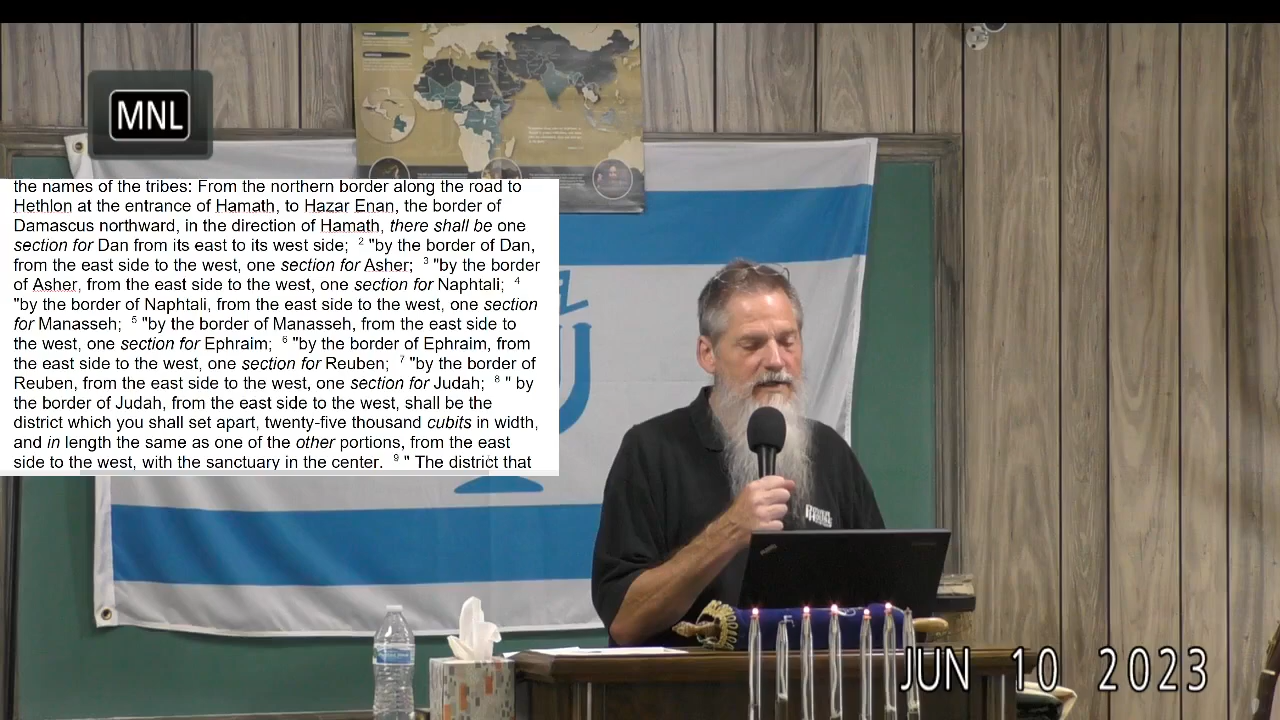 MNL
the names of the tribes: From the northern border along the road to
Hethlon at the entrance of Hamath, to Hazar Enan, the border of
Damascus northward, in the direction of Hamath, there shall be one
section for Dan from its east to its west side; 2 "by the border of Dan,
from the east side to the west, one section for Asher; 3 "by the border
of Asher, from the east side to the west, one section for Naphtali; 4
"by the border of Naphtali, from the east side to the west, one section
for Manasseh; 5 "by the border of Manasseh, from the east side to
the west, one section for Ephraim; 6 "by the border of Ephraim, from
the east side to the west, one section for Reuben; 7 "by the border of
Reuben, from the east side to the west, one section for Judah; 8 " by
the border of Judah, from the east side to the west, shall be the
district which you shall set apart, twenty-five thousand cubits in width,
and in length the same as one of the other portions, from the east
side to the west, with the sanctuary in the center. 9 " The district that
JUN 10 2023